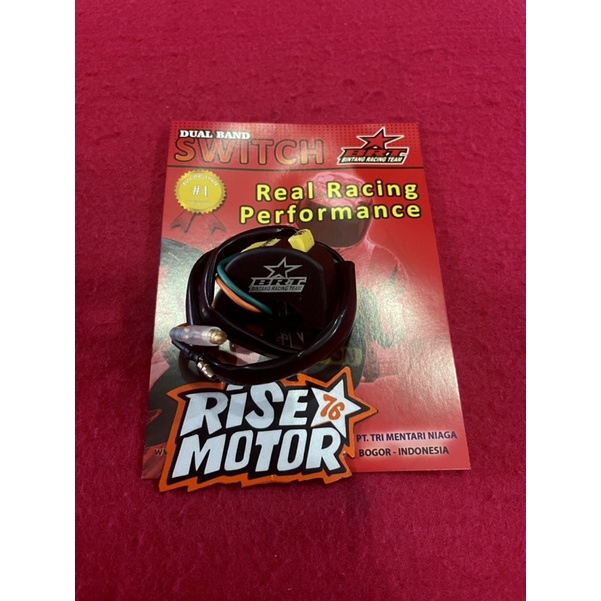 DUAL BAND
SWITCH
BRT
BINTANG RACING TEAM
#1
Real Racing
Performance
BRT
BINTANG RACING TEAM
RISE 76
MOTOR
PT. TRI MENTARI NIAGA
BOGOR - INDONESIA